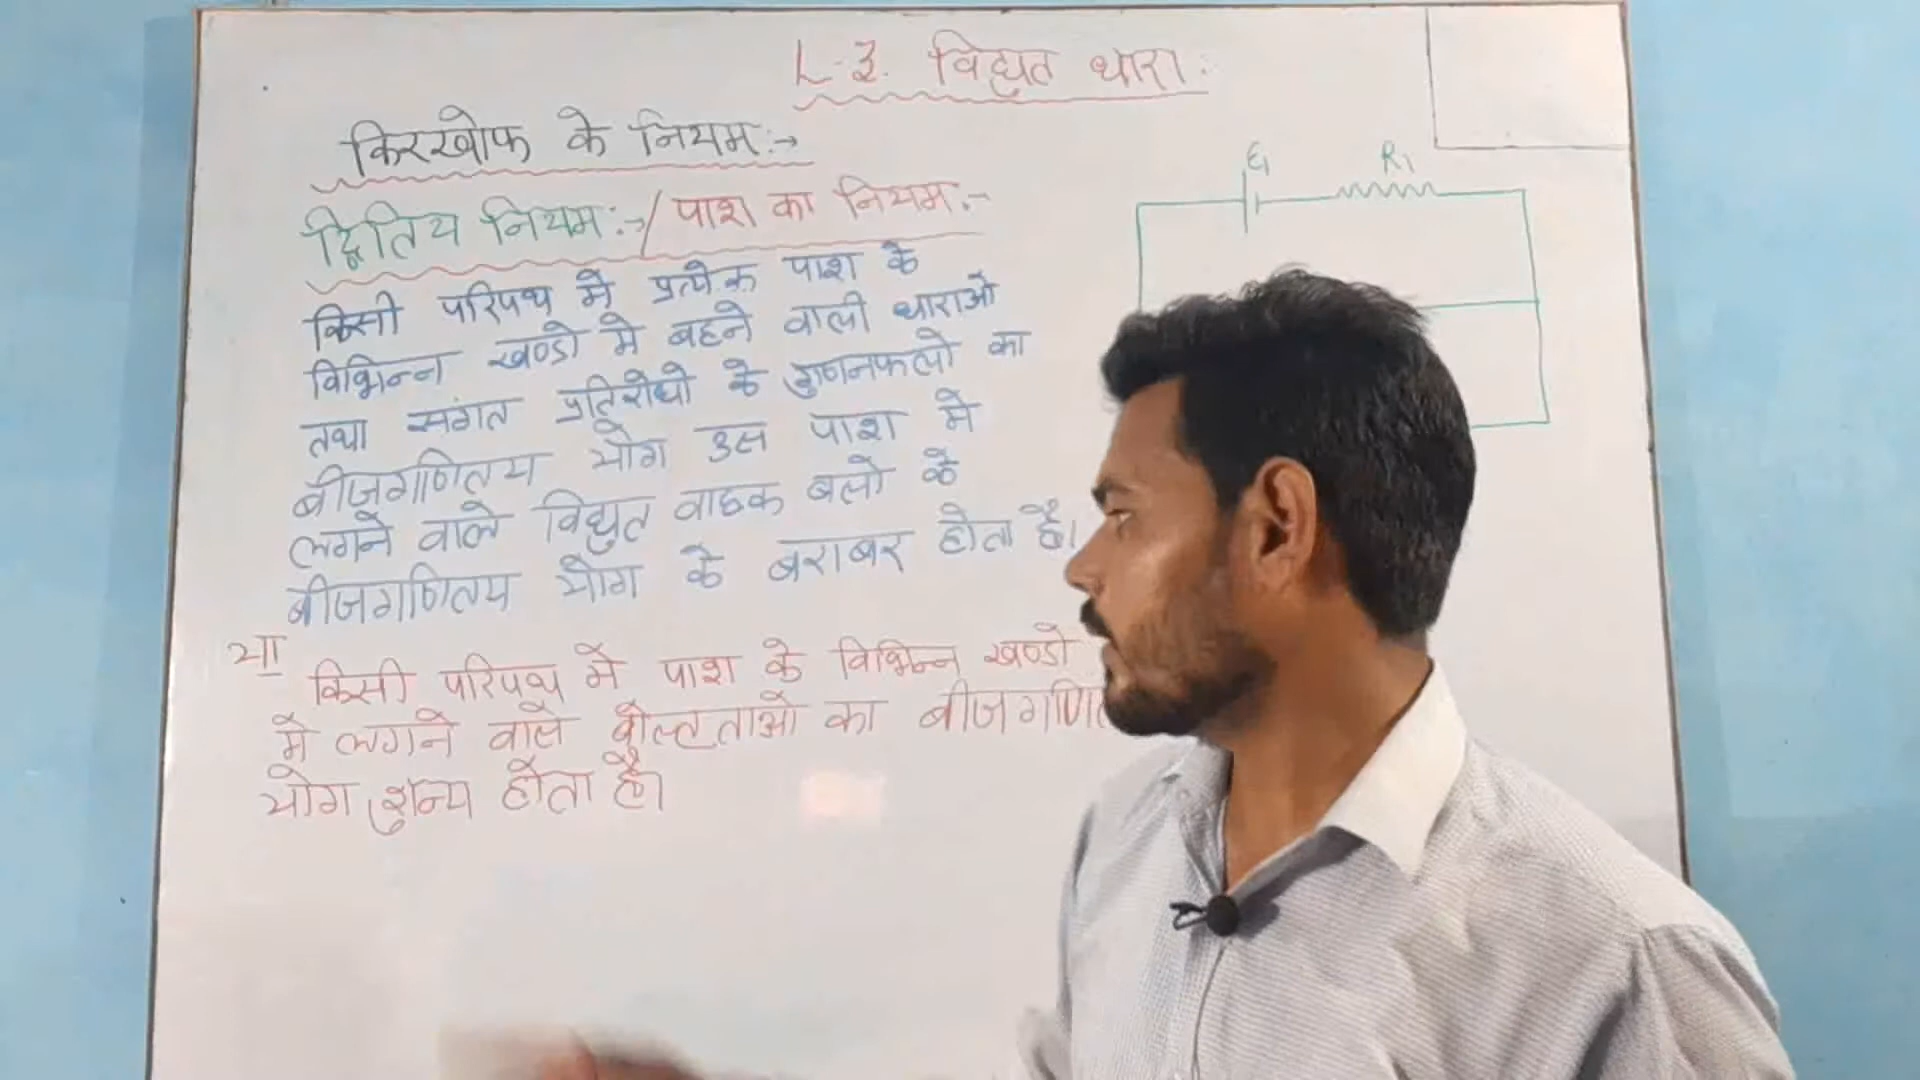 L-3. विद्युत धारा:
किरखोफ के नियम:→
द्वितिय नियम:→/पाश का नियम:-
किसी परिपथ मे प्रत्येक पाश के
विभिन्न खण्डो मे बहने वाली धाराओ
तथा संगत प्रतिरोधो के गुणनफलो का
बीजगणितय योग उस पाश मे
लगने वाले विद्युत वाहक बलो के
बीजगणितय योग के बराबर होता है।
या
किसी परिपथ में पाश के विभिन्न खण्डो
मे लगने वाले वोल्टताओ का
योग शुन्य होता है।
E1 R1